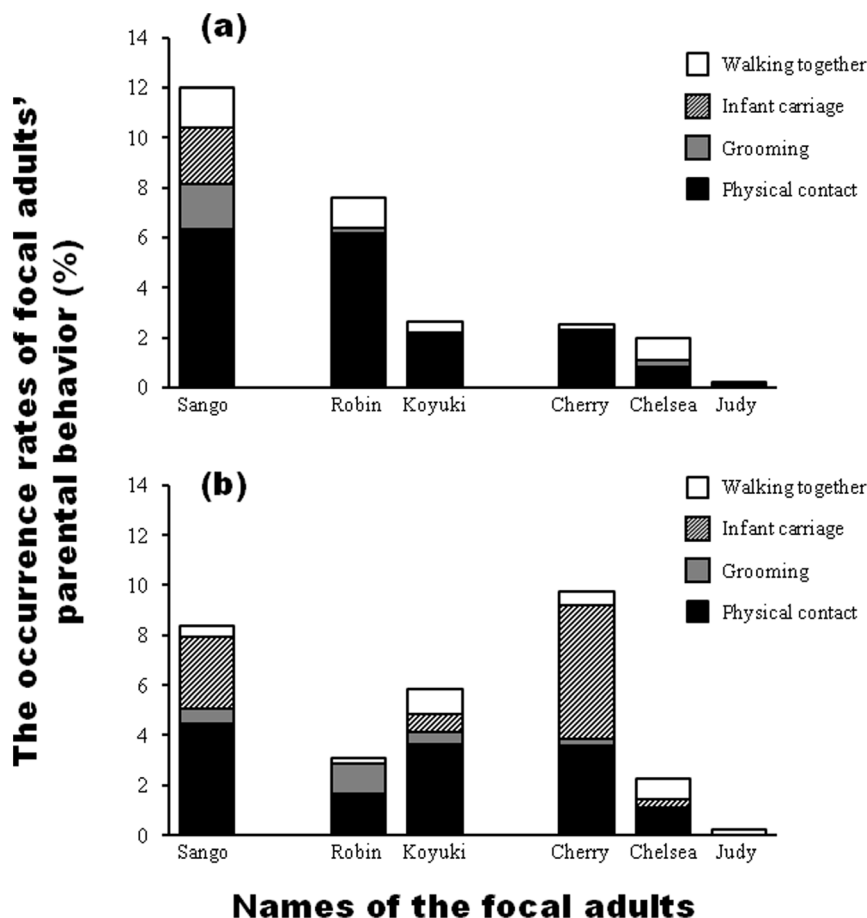 The occurrence rates of focal adults'
parental behavior (%)
(a)
14
12
10
8
6
4
2
0
Walking together
Infant carriage
Grooming
Physical contact
Sango Robin Koyuki Cherry Chelsea Judy
(b)
14
12
10
8
6
4
2
0
Walking together
Infant carriage
Grooming
Physical contact
Sango Robin Koyuki Cherry Chelsea Judy
Names of the focal adults